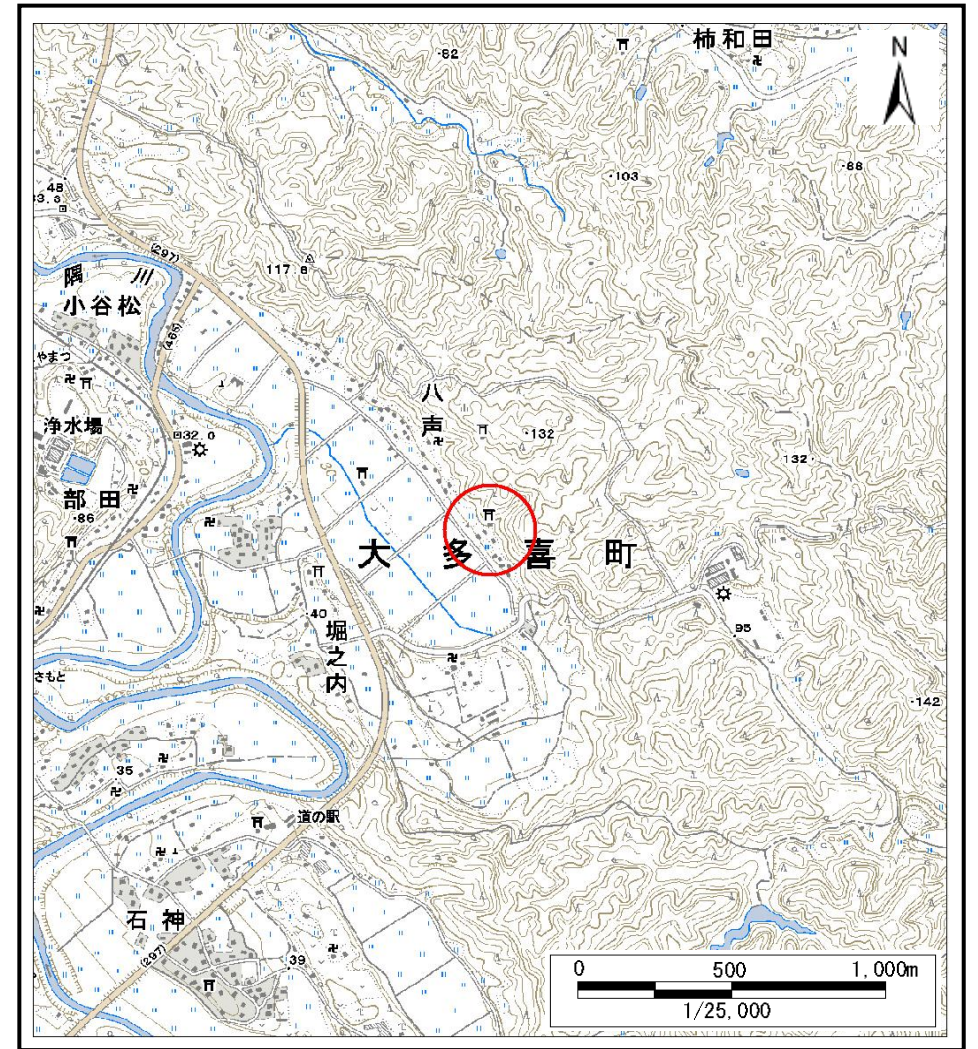 柿和田
N
82
103
88
48
33.6
(297)
117.8
隅川
小谷松
(465)
やまつ
八声
132
浄水場
32.0
132
部田
86
大多喜町
40
堀之内
95
さもと
142
35
道の駅
石神
(297)
39
0 500 1,000m
1/25,000